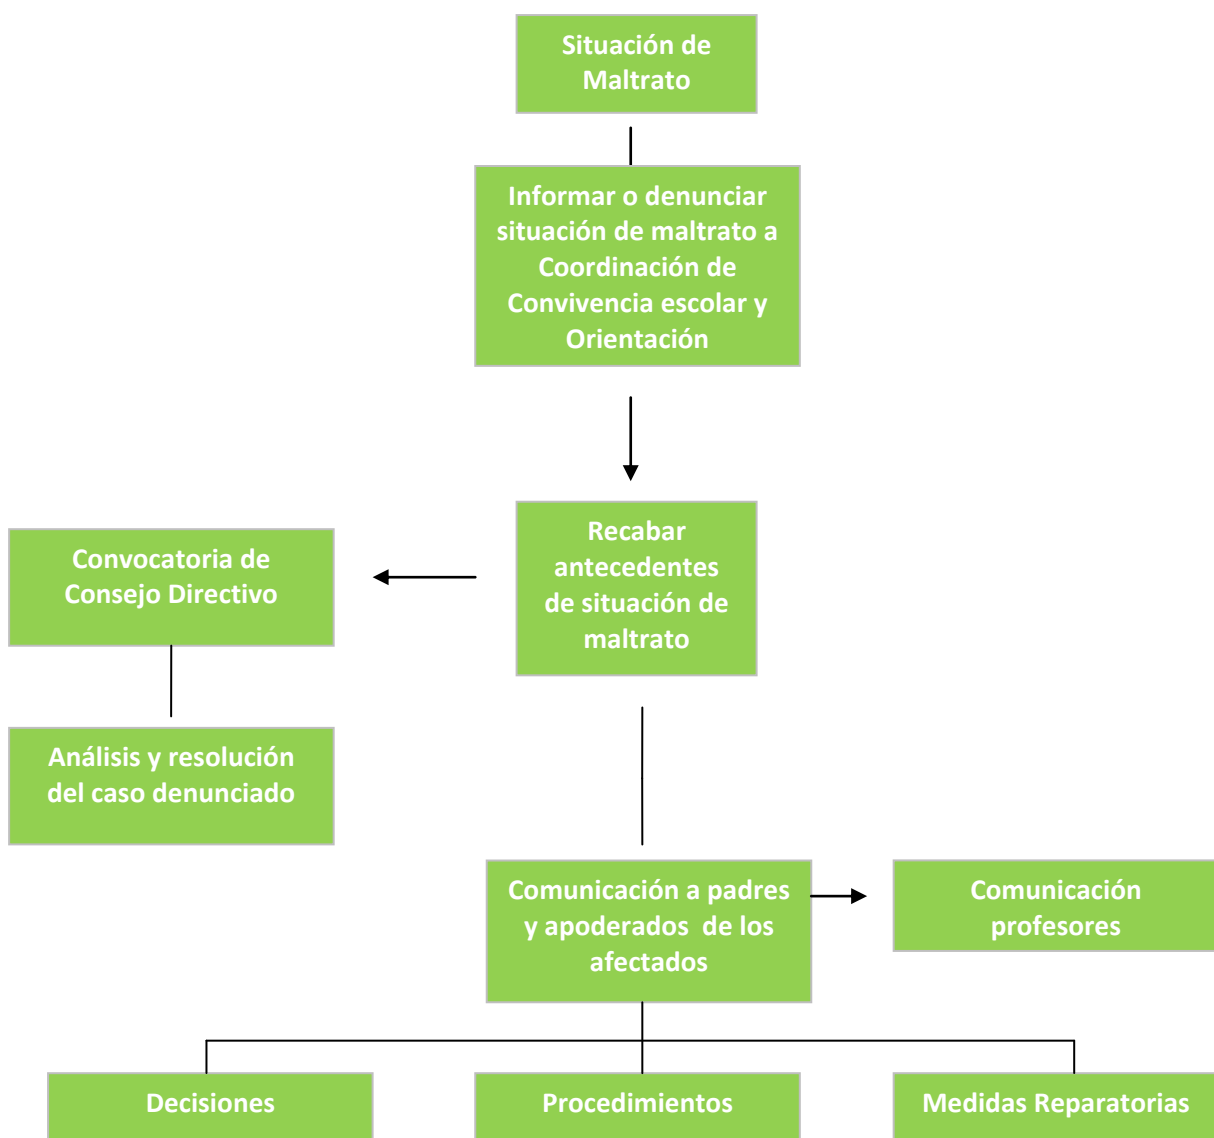 Situación de
Maltrato
Informar o denunciar
situación de maltrato a
Coordinación de
Convivencia escolar y
Orientación
Recabar
antecedentes
de situación de
maltrato
Convocatoria de
Consejo Directivo
Análisis y resolución
del caso denunciado
Comunicación a padres
y apoderados  de los
afectados
Comunicación
profesores
Decisiones
Procedimientos
Medidas Reparatorias